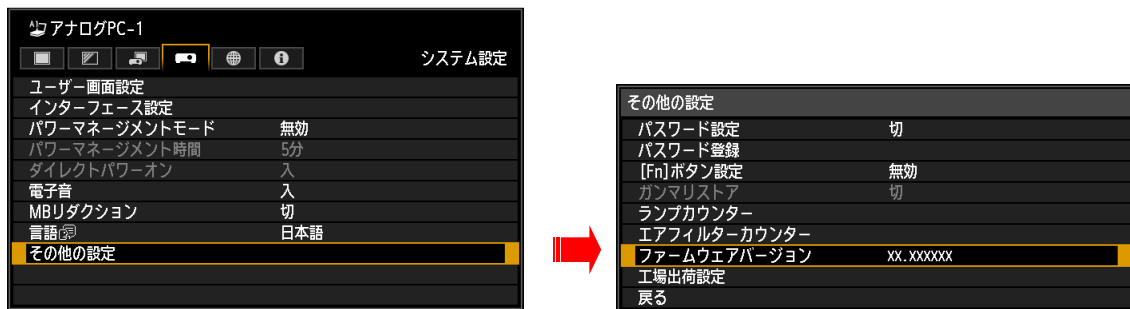 アナログPC-1
システム設定
ユーザー画面設定
インターフェース設定
パワーマネージメントモード 無効
パワーマネージメント時間 5分
ダイレクトパワーオン 入
電子音 入
MBリダクション 切
言語 日本語
その他の設定
その他の設定
パスワード設定 切
パスワード登録
[Fn]ボタン設定 無効
ガンマリストア 切
ランプカウンター
エアフィルターカウンター
ファームウェアバージョン XX.XXXXXX
工場出荷設定
戻る